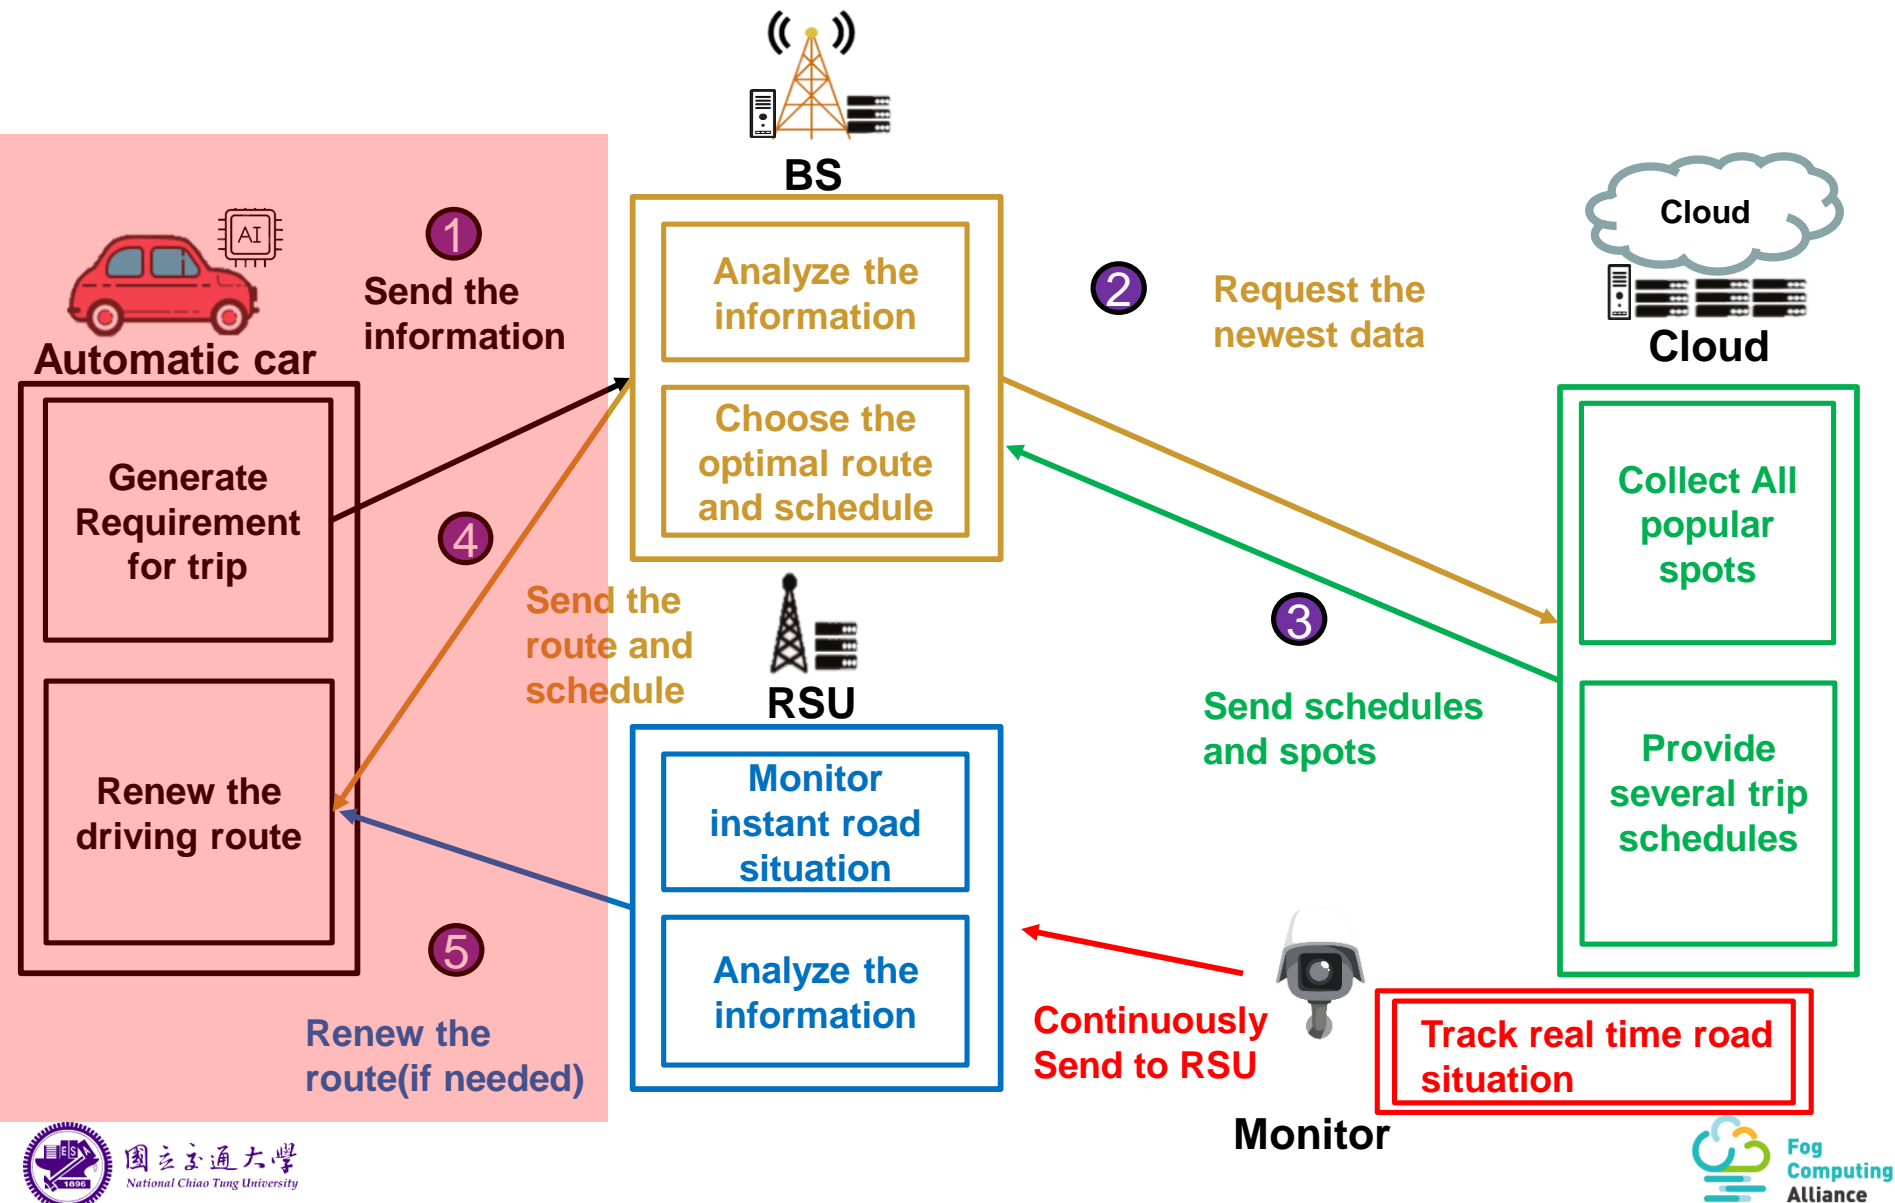 BS
Analyze the
information
Choose the
optimal route
and schedule
1
Send the
information
AI
Automatic car
Generate
Requirement
for trip
Renew the
driving route
2
Request the
newest data
Cloud
Cloud
Collect All
popular
spots
Provide
several trip
schedules
3
Send schedules
and spots
4
Send the
route and
schedule
RSU
Monitor
instant road
situation
Analyze the
information
5
Renew the
route(if needed)
Continuously
Send to RSU
Monitor
Track real time road
situation
ES
1896
國立交通大學
National Chiao Tung University
Fog
Computing
Alliance